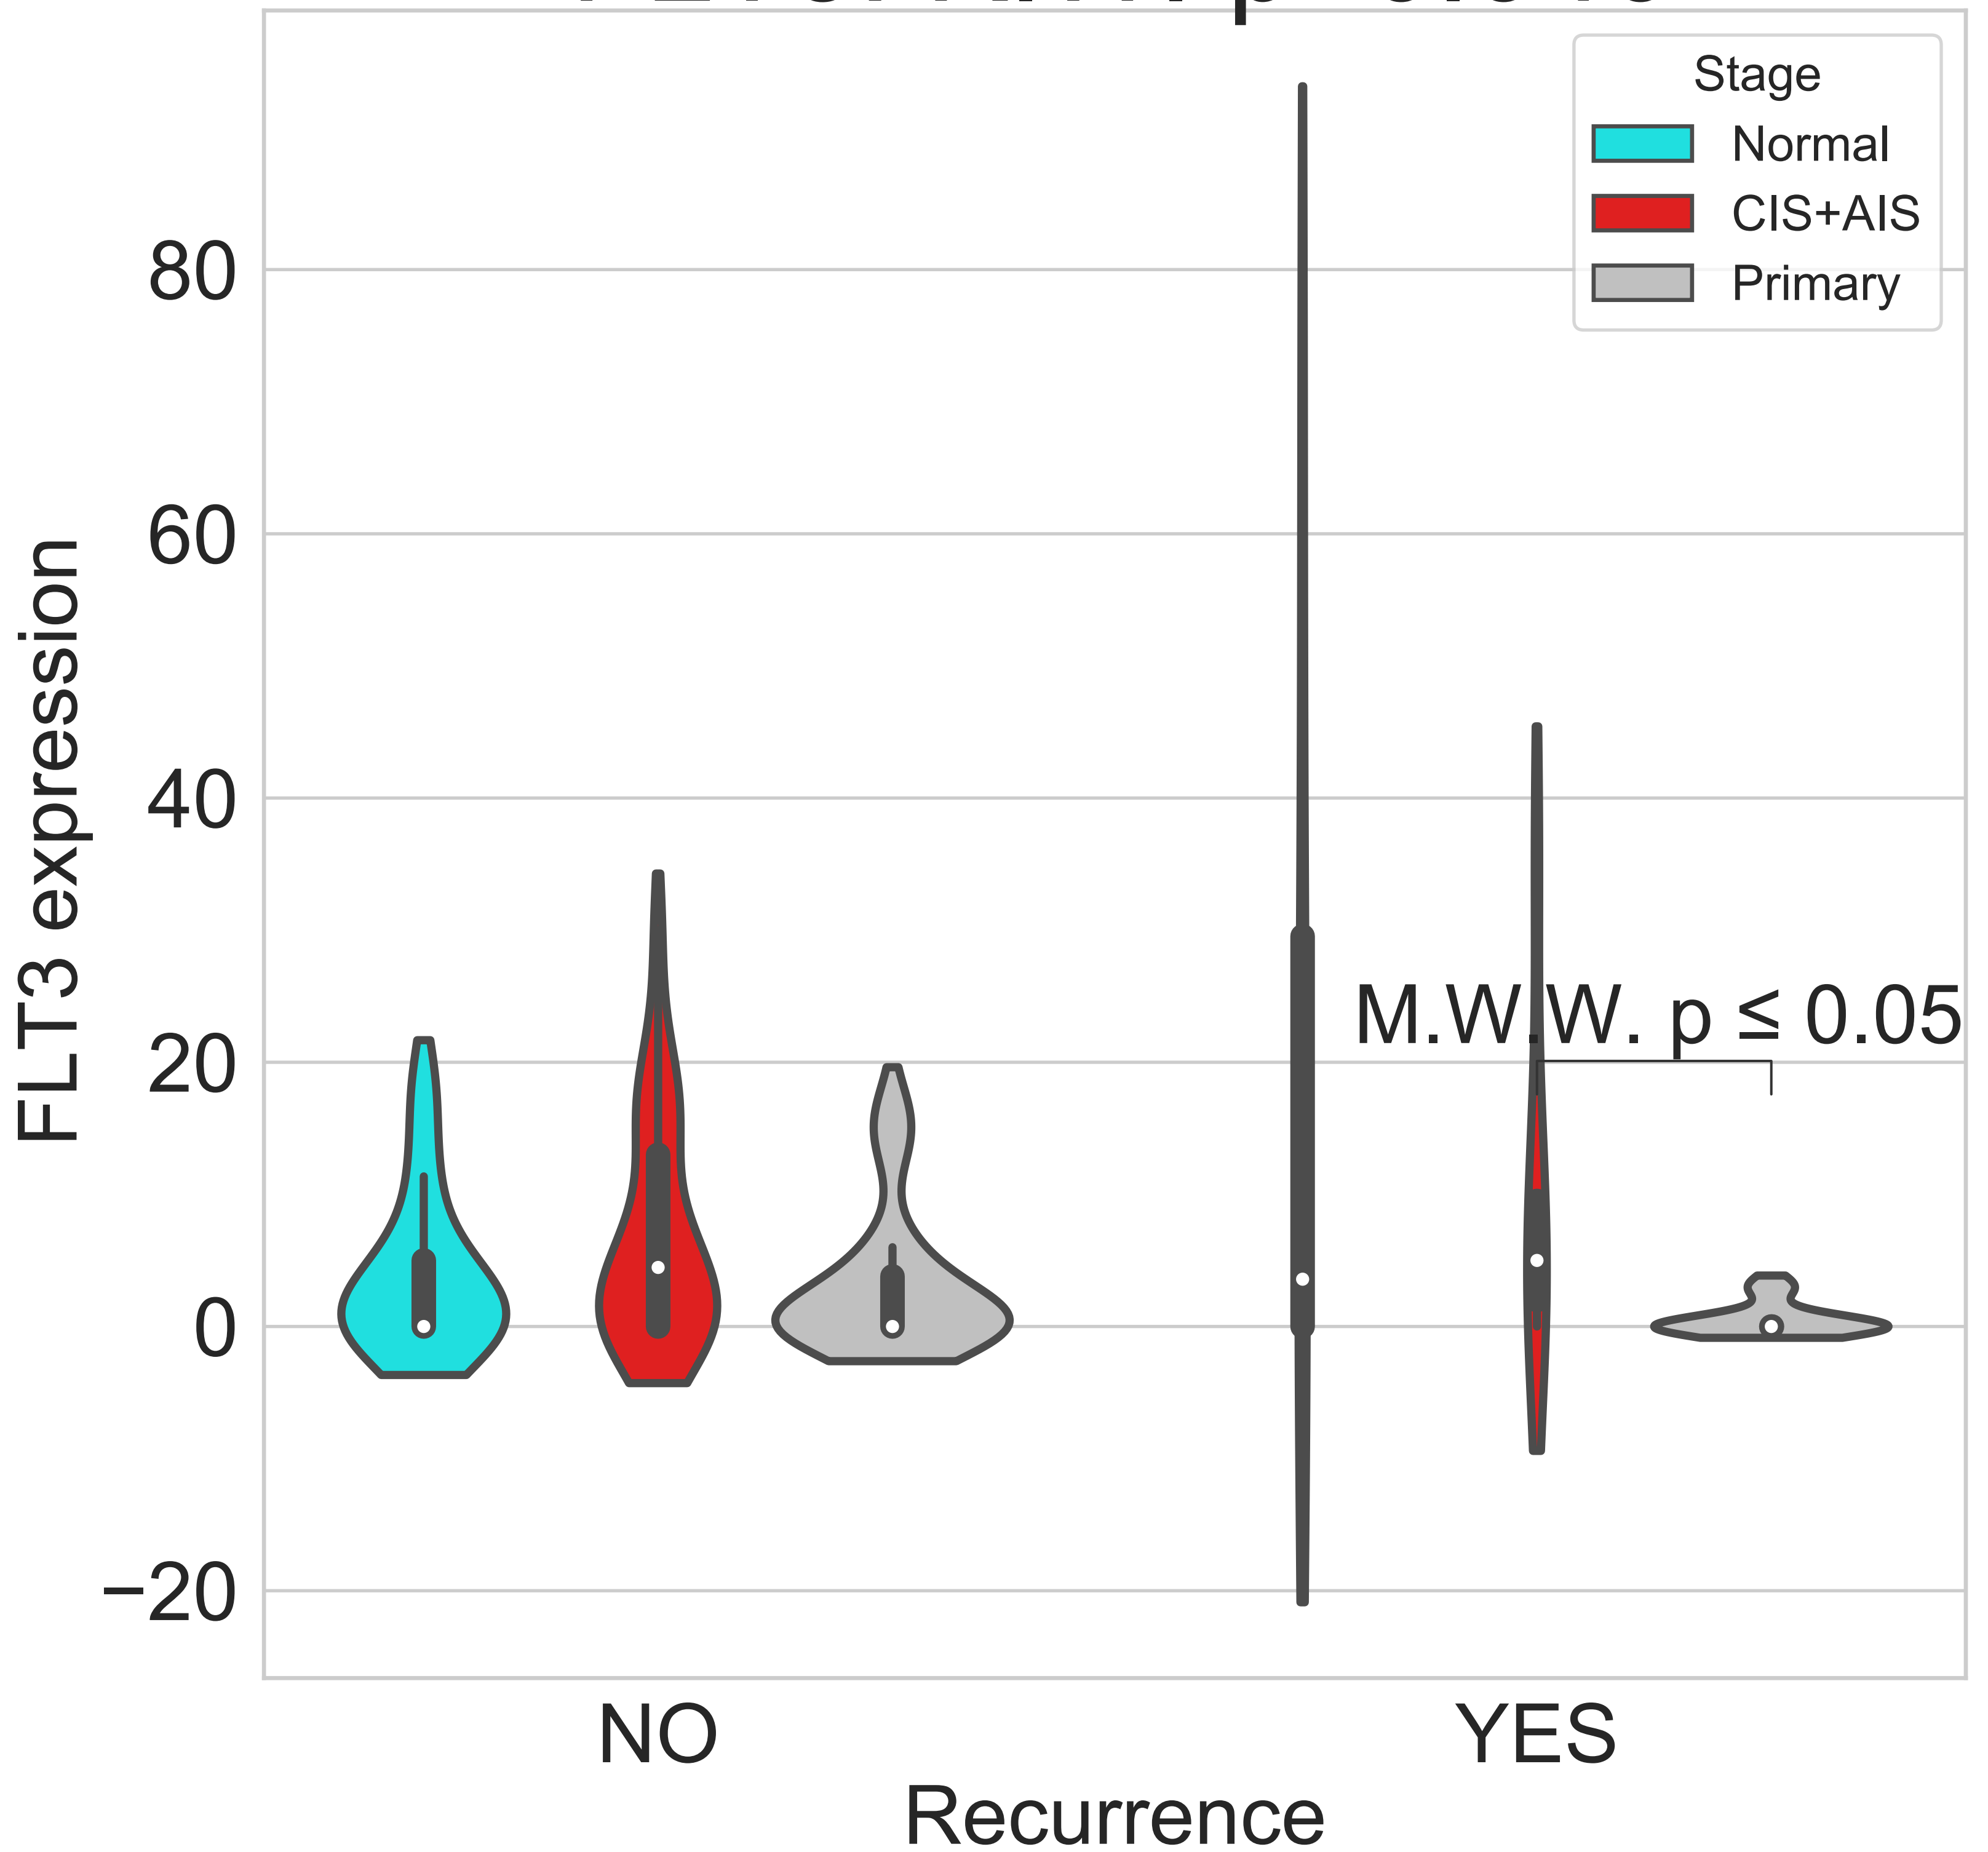 Stage
Normal
CIS+AIS
Primary
80
60
40
20
0
−20
FLT3 expression
M.W.W. p ≤ 0.05
NO
YES
Recurrence